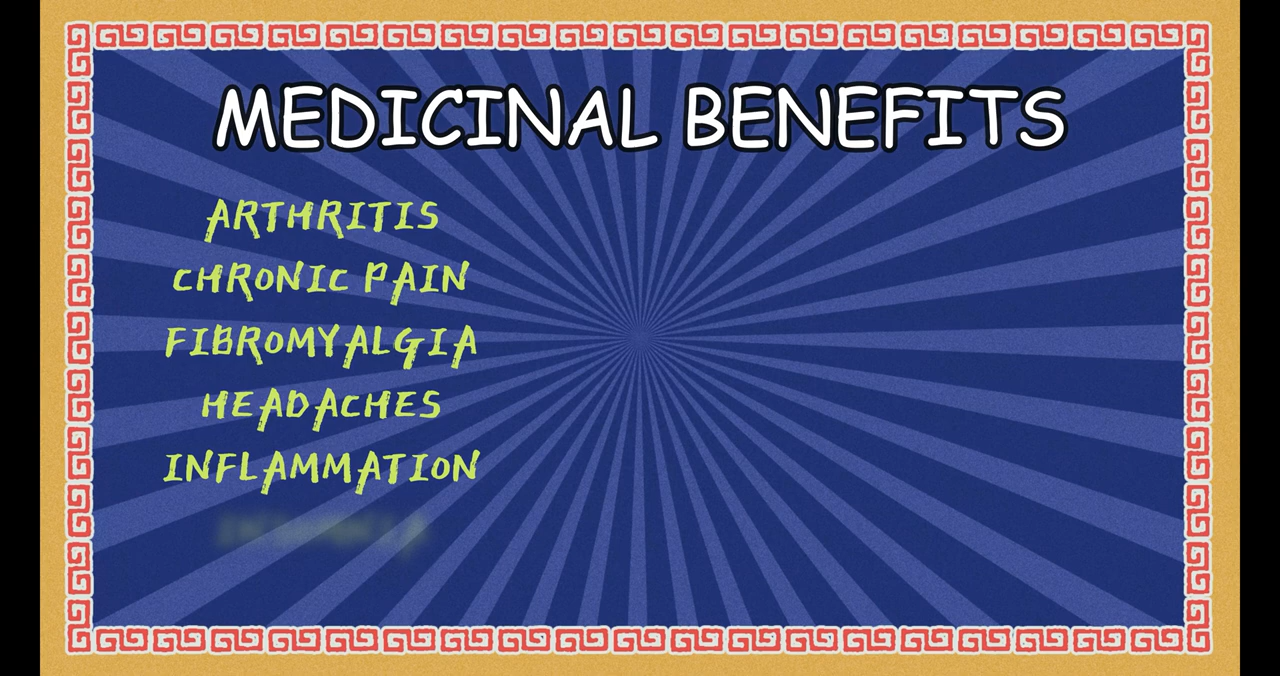 MEDICINAL BENEFITS
ARTHRITIS
CHRONIC PAIN
FIBROMYALGIA
HEADACHES
INFLAMMATION